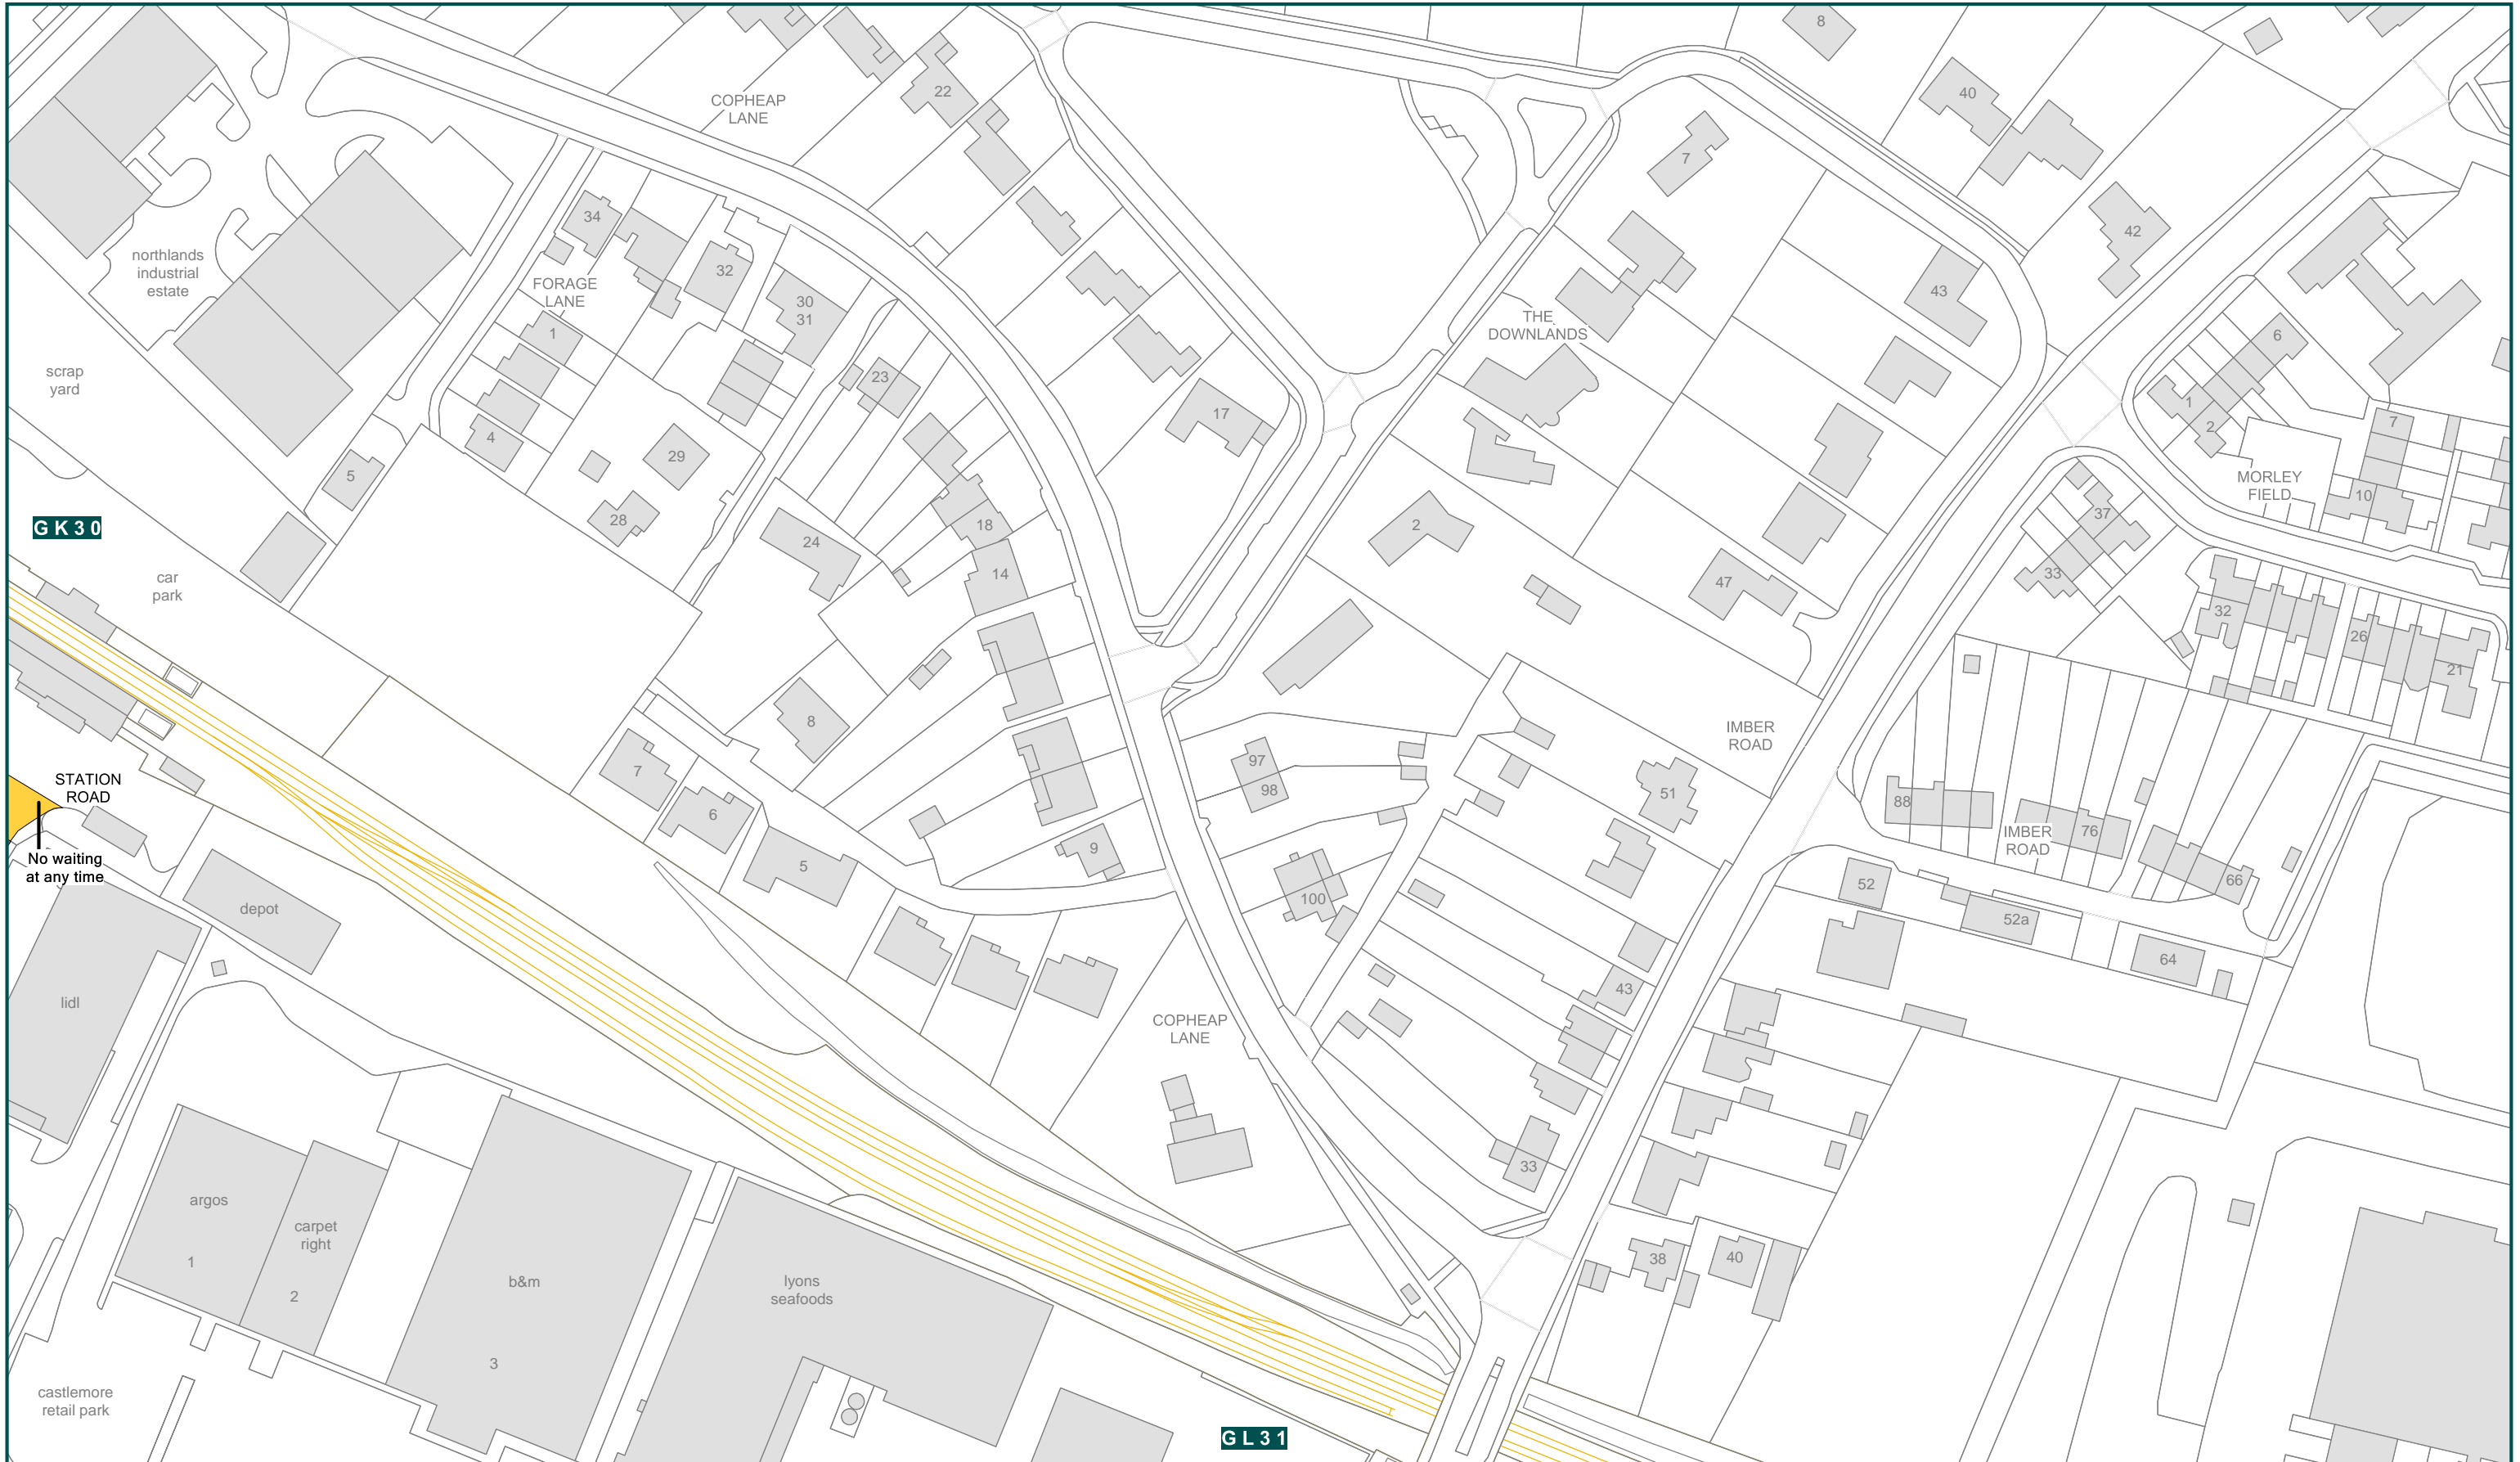 8
22
COPHEAP
LANE
40
7
34
42
northlands
industrial
estate
32
FORAGE
LANE
30
31
43
THE
DOWNLANDS
1
6
scrap
yard
23
1
17
7
2
4
29
5
MORLEY
FIELD
10
GK30
28
18
2
37
24
14
33
47
car
park
32
26
21
8
IMBER
ROAD
7
97
STATION
ROAD
98
51
6
88
IMBER
ROAD
76
No waiting
at any time
9
5
52
66
100
52a
depot
64
43
lidl
COPHEAP
LANE
33
argos
carpet
right
1
2
38
40
b&m
lyons
seafoods
3
castlemore
retail park
GL31